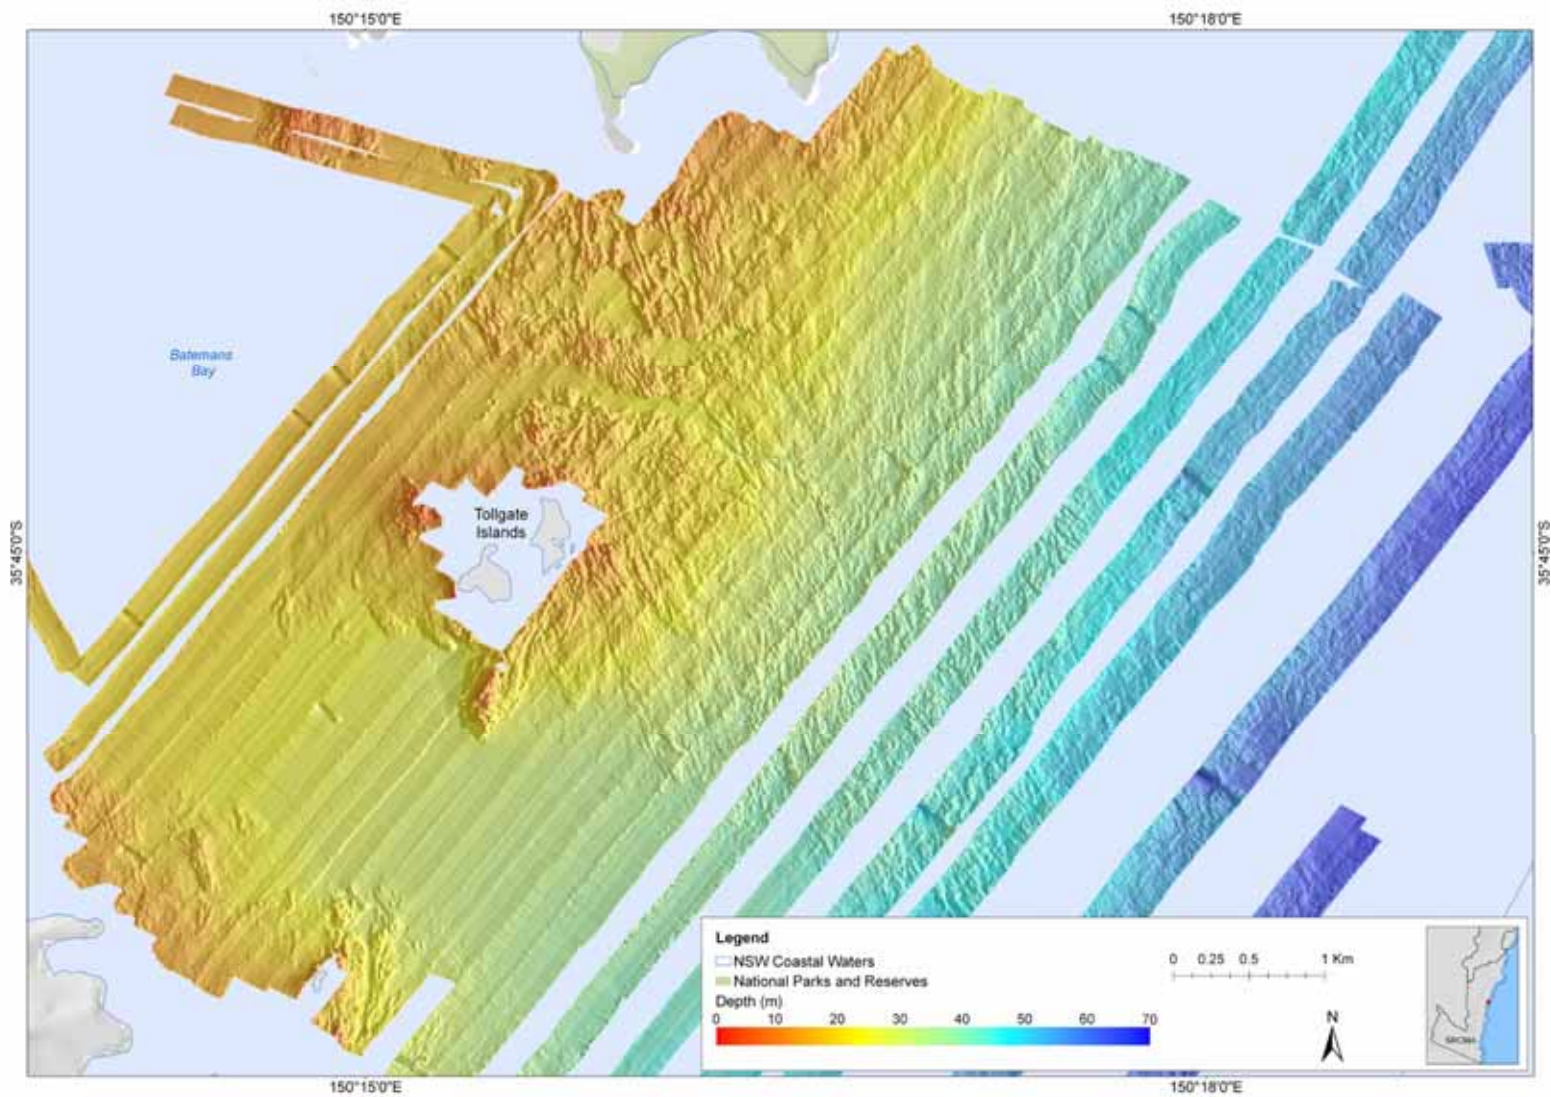 150°15'0"E
150°18'0"E
Batemans
Bay
Tollgate
Islands
35°45'0"S
35°45'0"S
Legend
NSW Coastal Waters
National Parks and Reserves
Depth (m)
0 10 20 30 40 50 60 70
0 0.25 0.5 1 Km
N
150°15'0"E
150°18'0"E